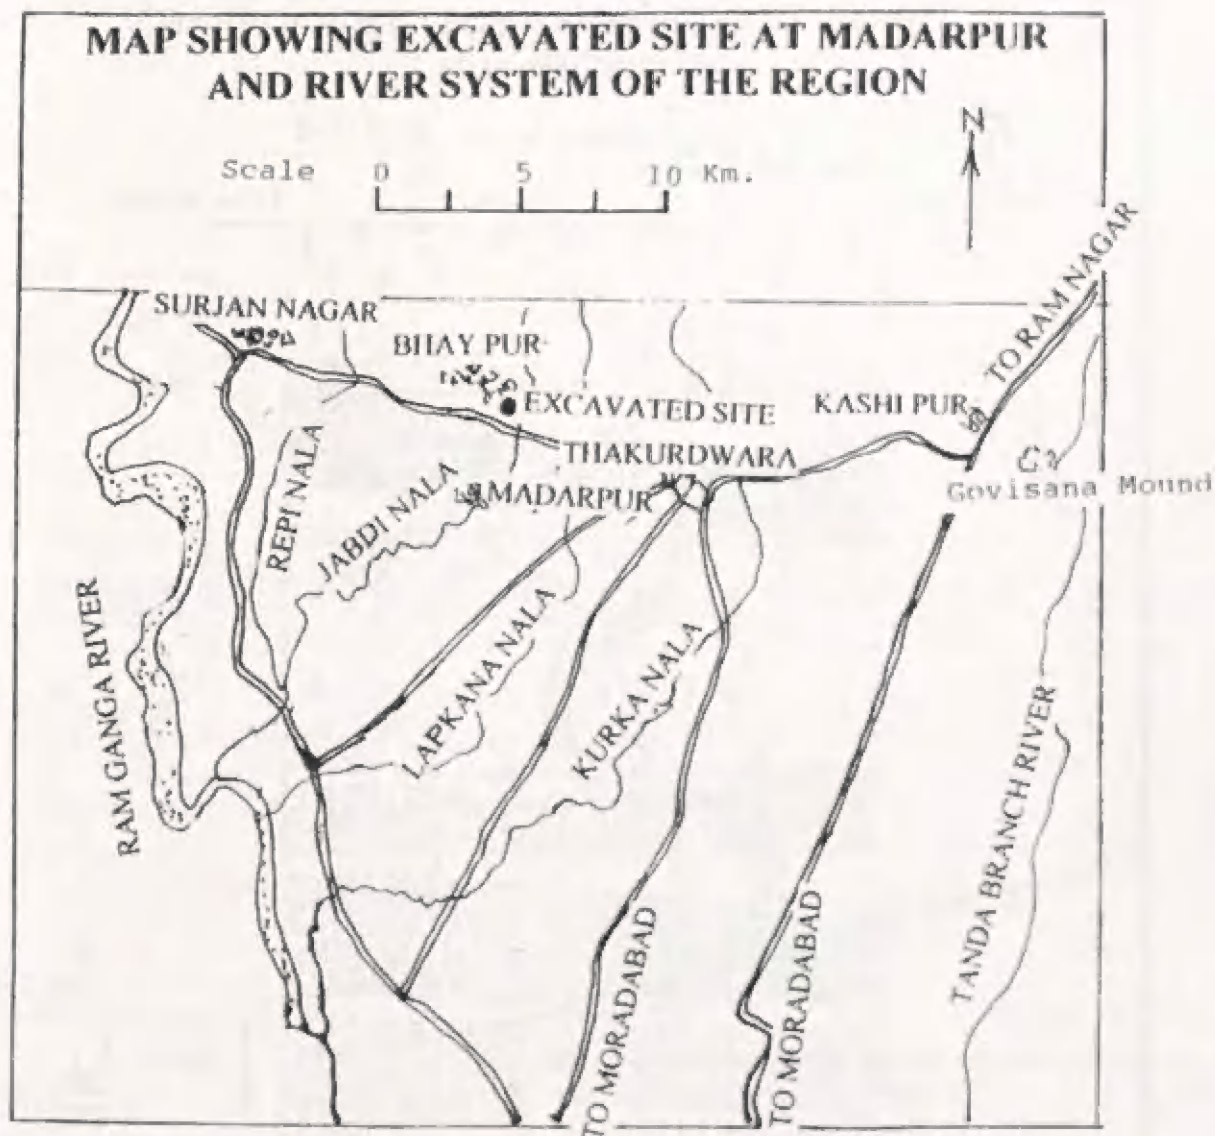 MAP SHOWING EXCAVATED SITE AT MADARPUR
AND RIVER SYSTEM OF THE REGION
N
Scale 0 5 10 Km.
TO RAM NAGAR
SURJAN NAGAR
BHAY PUR
EXCAVATED SITE
KASHI PUR
THAKURDWARA
MADARPUR
Govisana Mound
REPI NALA
JABDI NALA
RAM GANGA RIVER
LAPKANA NALA
KURKA NALA
TANDA BRANCH RIVER
TO MORADABAD
TO MORADABAD